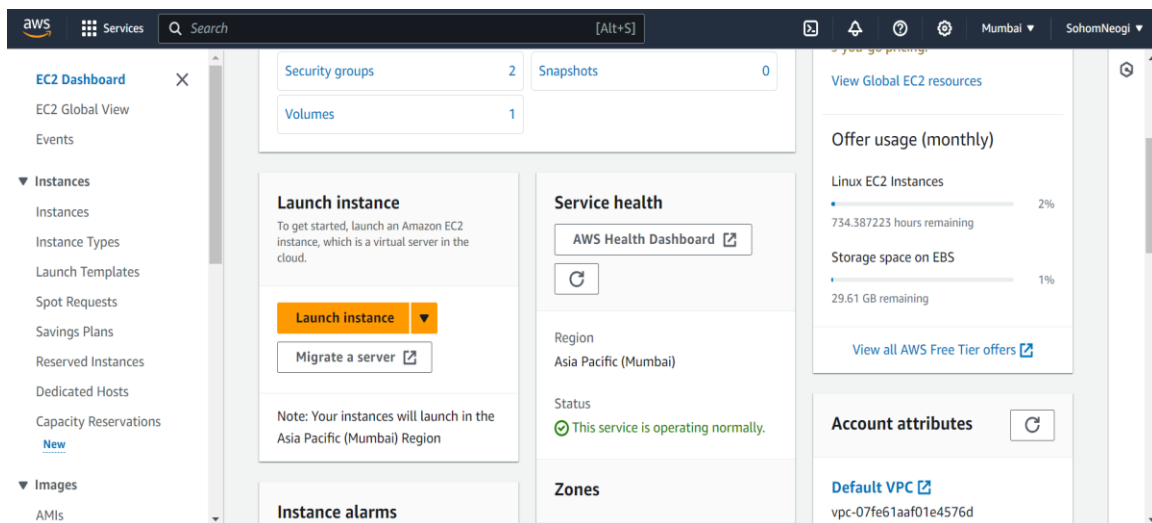 aws
Services
Search
[Alt+S]
Mumbai
SohomNeogi
EC2 Dashboard
EC2 Global View
Events
Instances
Instances
Instance Types
Launch Templates
Spot Requests
Savings Plans
Reserved Instances
Dedicated Hosts
Capacity Reservations
New
Images
AMIs
Security groups 2
Snapshots 0
Volumes 1
Launch instance
To get started, launch an Amazon EC2
instance, which is a virtual server in the
cloud.
Launch instance
Migrate a server
Note: Your instances will launch in the
Asia Pacific (Mumbai) Region
Instance alarms
Service health
AWS Health Dashboard
Region
Asia Pacific (Mumbai)
Status
This service is operating normally.
Zones
View Global EC2 resources
Offer usage (monthly)
Linux EC2 Instances
2%
734.387223 hours remaining
Storage space on EBS
1%
29.61 GB remaining
View all AWS Free Tier offers
Account attributes
Default VPC
vpc-07fe61aaf01e4576d